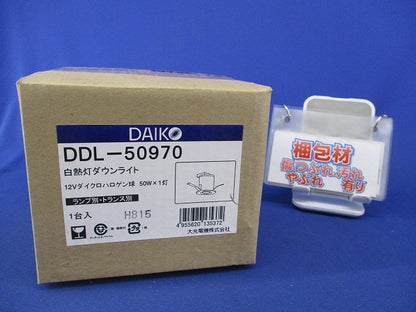 DAIKO
DDL-50970
白熱灯ダウンライト
12Vダイクロハロゲン球 50W×1灯
ランプ別・トランス別
1台入
H815
4 955620 135372
大光電機株式会社
梱包材
傷つぶれ汚れ
やぶれ 有り